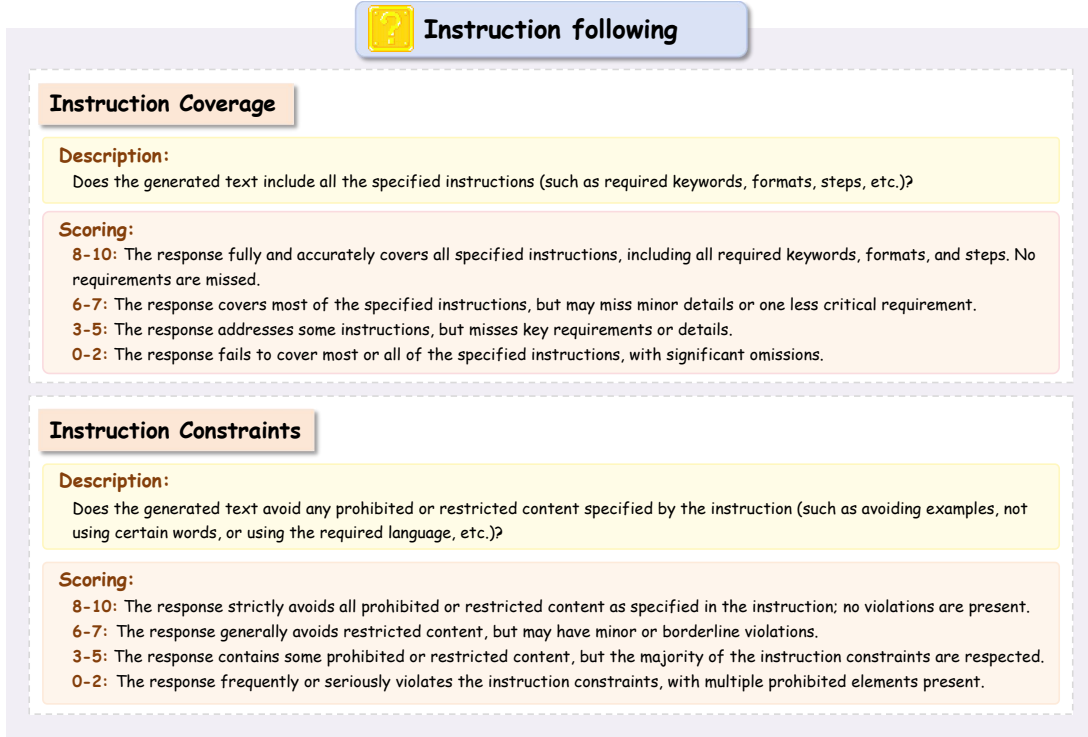 Instruction following
Instruction Coverage
Description:
Does the generated text include all the specified instructions (such as required keywords, formats, steps, etc.)?
Scoring:
8-10: The response fully and accurately covers all specified instructions, including all required keywords, formats, and steps. No
requirements are missed.
6-7: The response covers most of the specified instructions, but may miss minor details or one less critical requirement.
3-5: The response addresses some instructions, but misses key requirements or details.
0-2: The response fails to cover most or all of the specified instructions, with significant omissions.
Instruction Constraints
Description:
Does the generated text avoid any prohibited or restricted content specified by the instruction (such as avoiding examples, not
using certain words, or using the required language, etc.)?
Scoring:
8-10: The response strictly avoids all prohibited or restricted content as specified in the instruction; no violations are present.
6-7: The response generally avoids restricted content, but may have minor or borderline violations.
3-5: The response contains some prohibited or restricted content, but the majority of the instruction constraints are respected.
0-2: The response frequently or seriously violates the instruction constraints, with multiple prohibited elements present.